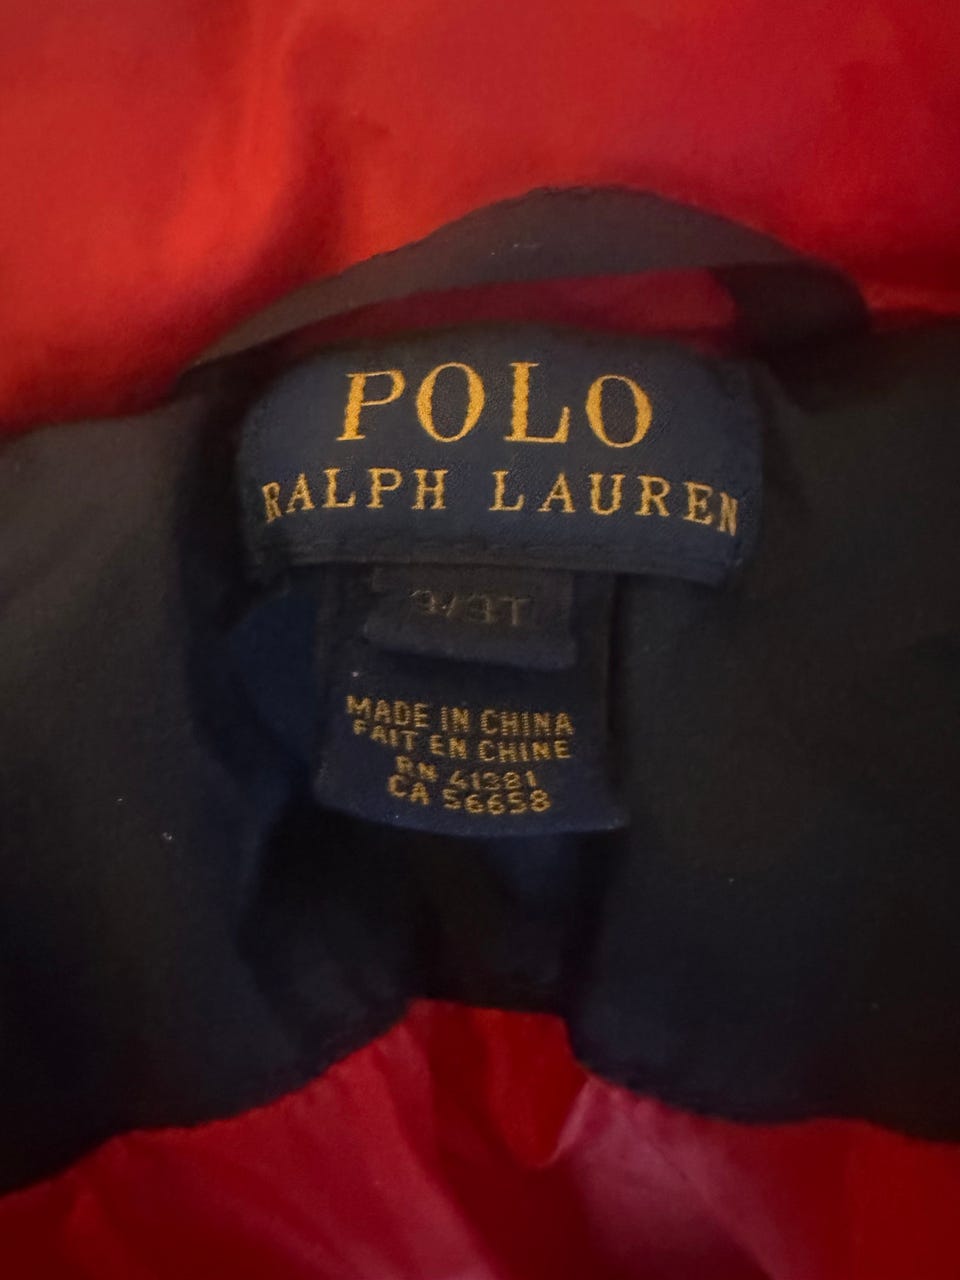 POLO
RALPH LAUREN
3/3T
MADE IN CHINA
FAIT EN CHINE
RN 41381
CA 56658